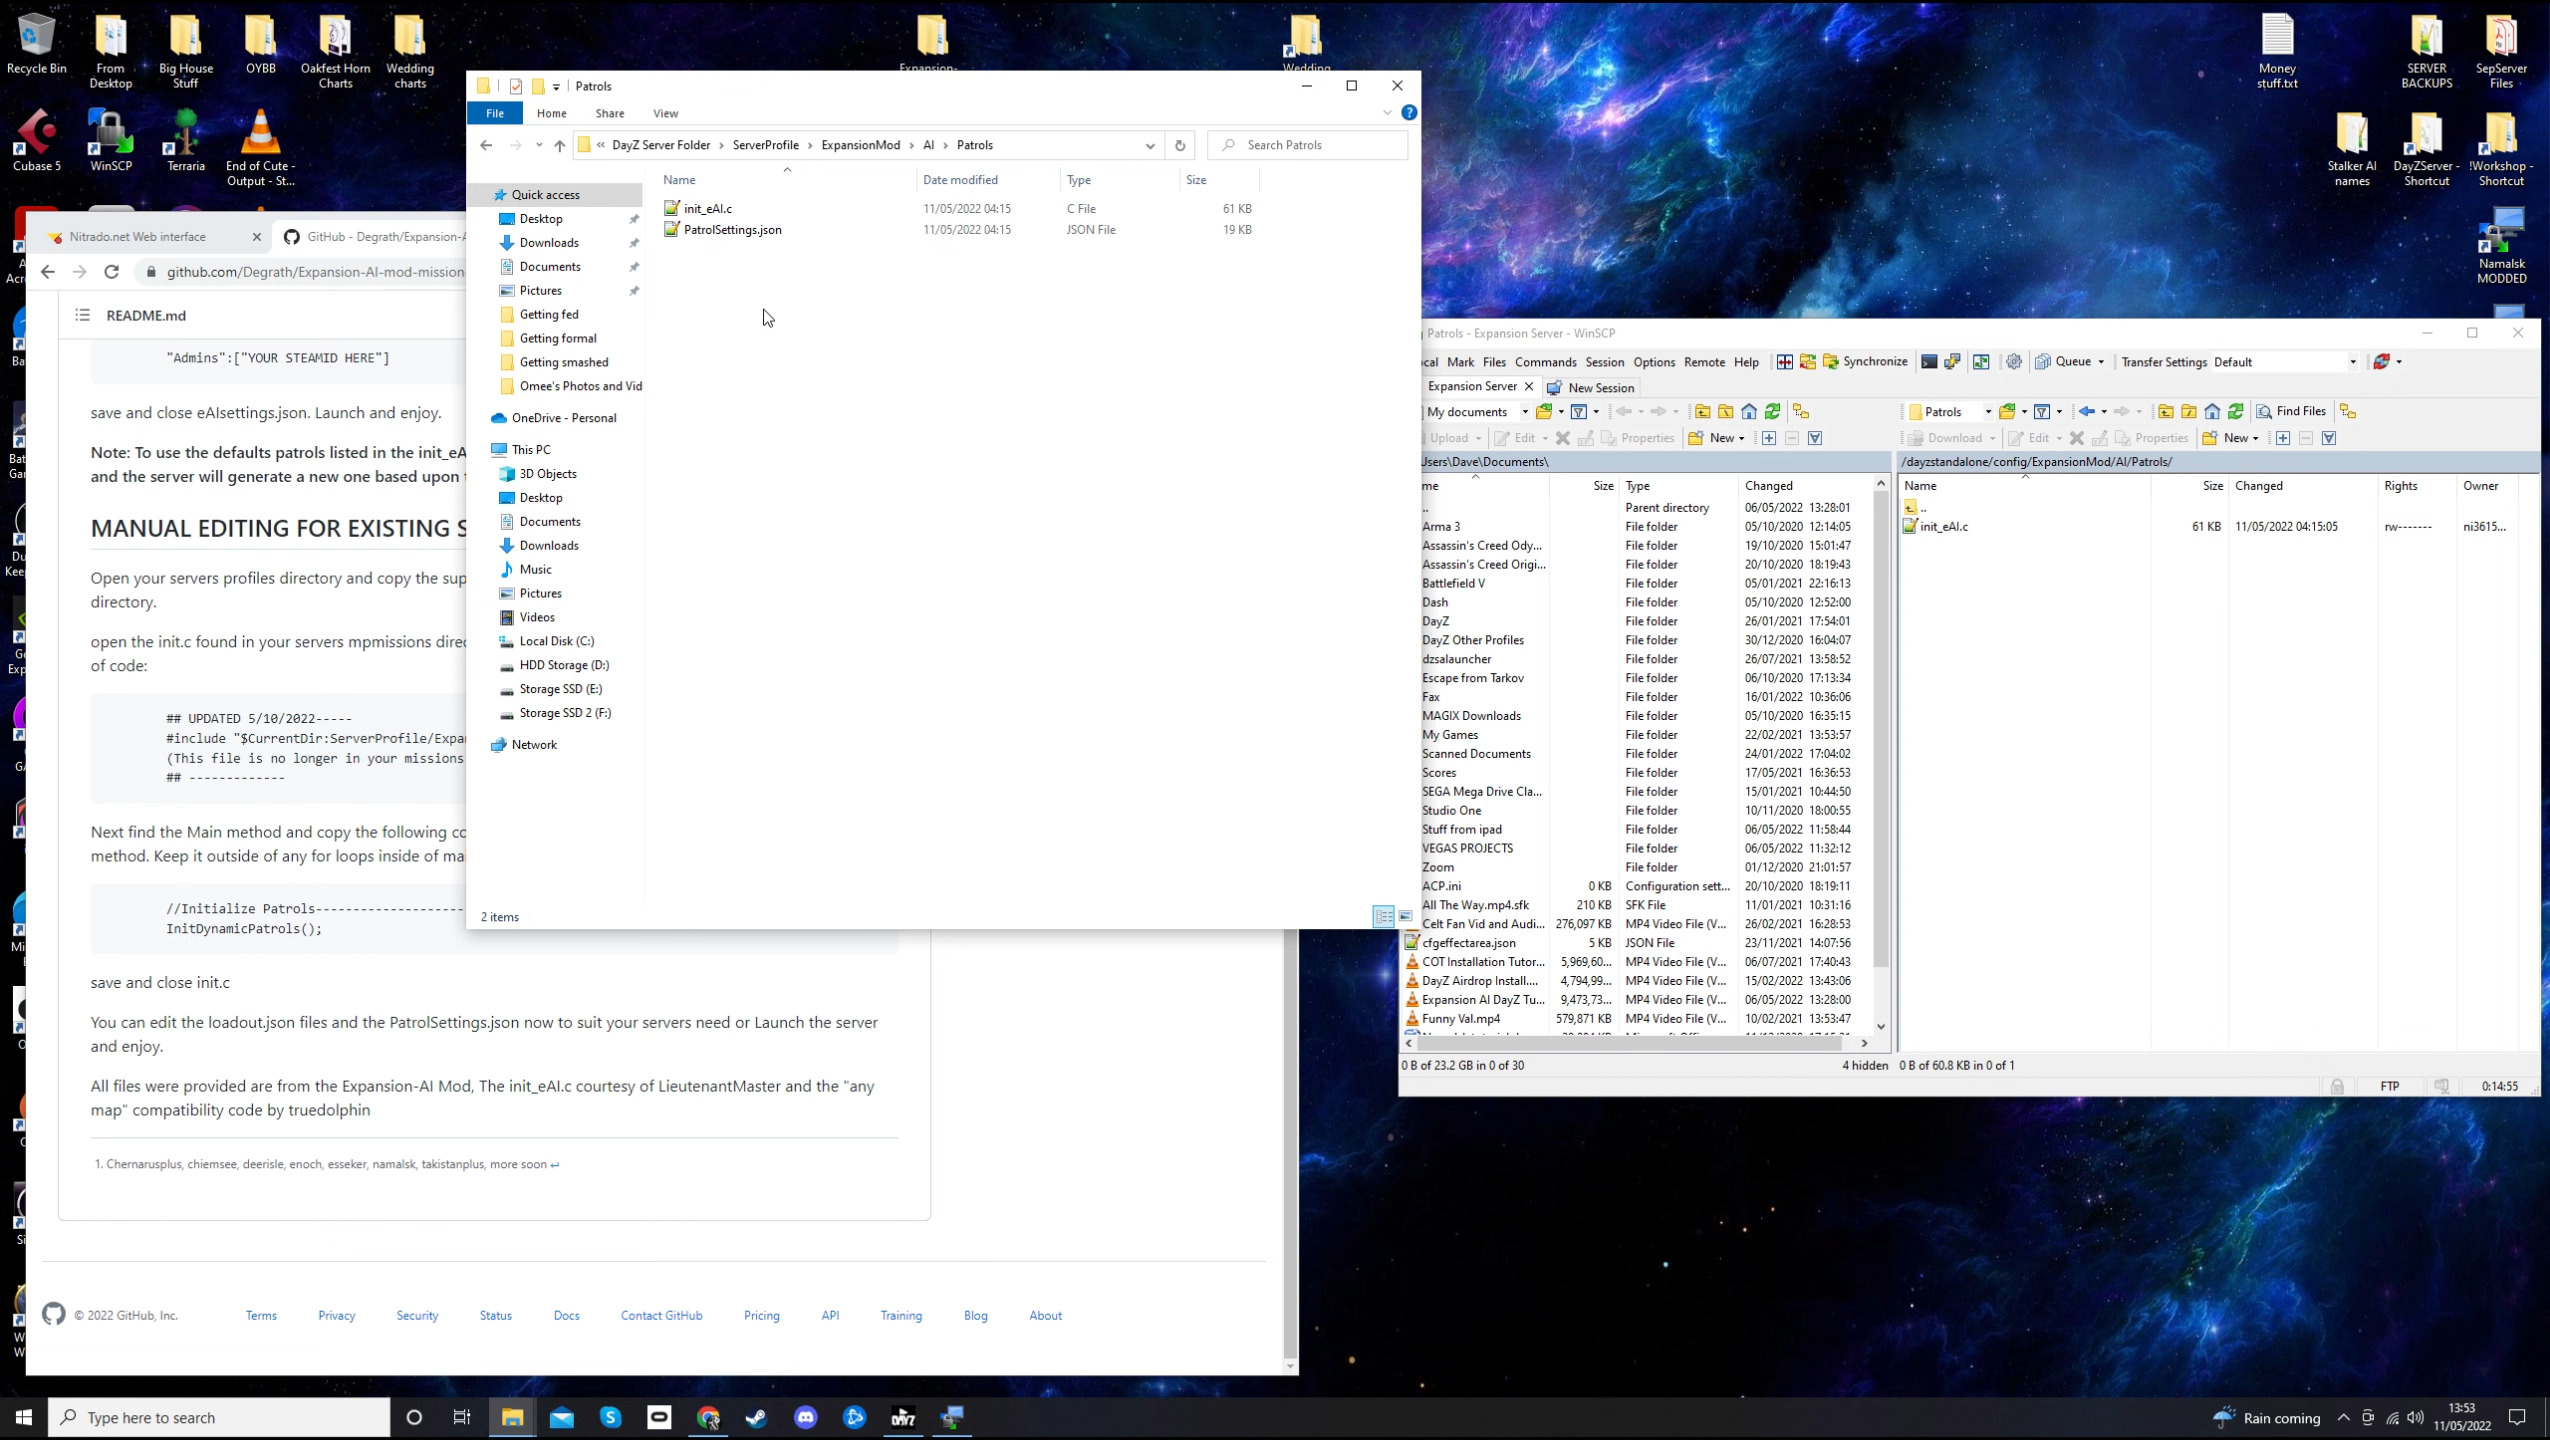 Recycle Bin
From Desktop
Big House Stuff
OYBB
Oakfest Horn Charts
Wedding charts
Expansion-
Wedding
Money stuff.txt
SERVER BACKUPS
SepServer Files
Cubase 5
WinSCP
Terraria
End of Cute - Output - St...
Stalker AI names
DayZServer - Shortcut
!Workshop - Shortcut
Namalsk MODDED
Patrols
File
Home
Share
View
« DayZ Server Folder › ServerProfile › ExpansionMod › AI › Patrols
Search Patrols
Name Date modified Type Size
init_eAI.c 11/05/2022 04:15 C File 61 KB
PatrolSettings.json 11/05/2022 04:15 JSON File 19 KB
Quick access
Desktop
Downloads
Documents
Pictures
Getting fed
Getting formal
Getting smashed
Omee's Photos and Vid
OneDrive - Personal
This PC
3D Objects
Desktop
Documents
Downloads
Music
Pictures
Videos
Local Disk (C:)
HDD Storage (D:)
Storage SSD (E:)
Storage SSD 2 (F:)
Network
2 items
Nitrado.net Web interface
GitHub - Degrath/Expansion-A
github.com/Degrath/Expansion-AI-mod-mission
README.md
"Admins":["YOUR STEAMID HERE"]
save and close eAIsettings.json. Launch and enjoy.
Note: To use the defaults patrols listed in the init_eA
and the server will generate a new one based upon
MANUAL EDITING FOR EXISTING S
Open your servers profiles directory and copy the sup
directory.
open the init.c found in your servers mpmissions direc
of code:
## UPDATED 5/10/2022-----
#include "$CurrentDir:ServerProfile/Expa
(This file is no longer in your missions
## -------------
Next find the Main method and copy the following co
method. Keep it outside of any for loops inside of mai
//Initialize Patrols--------------------
InitDynamicPatrols();
save and close init.c
You can edit the loadout.json files and the PatrolSettings.json now to suit your servers need or Launch the server
and enjoy.
All files were provided are from the Expansion-AI Mod, The init_eAI.c courtesy of LieutenantMaster and the "any
map" compatibility code by truedolphin
1. Chernarusplus, chiemsee, deerisle, enoch, esseker, namalsk, takistanplus, more soon ↩
© 2022 GitHub, Inc. Terms Privacy Security Status Docs Contact GitHub Pricing API Training Blog About
Patrols - Expansion Server - WinSCP
cal Mark Files Commands Session Options Remote Help Synchronize Queue Transfer Settings Default
Expansion Server New Session
My documents Patrols Find Files
Upload Edit Properties New Download Edit Properties New
Jsers\Dave\Documents\
me Size Type Changed
.. Parent directory 06/05/2022 13:28:01
Arma 3 File folder 05/10/2020 12:14:05
Assassin's Creed Ody... File folder 19/10/2020 15:01:47
Assassin's Creed Origi... File folder 20/10/2020 18:19:43
Battlefield V File folder 05/01/2021 22:16:13
Dash File folder 05/10/2020 12:52:00
DayZ File folder 26/01/2021 17:54:01
DayZ Other Profiles File folder 30/12/2020 16:04:07
dzsalauncher File folder 26/07/2021 13:58:52
Escape from Tarkov File folder 06/10/2020 17:13:34
Fax File folder 16/01/2022 10:36:06
MAGIX Downloads File folder 05/10/2020 16:35:15
My Games File folder 22/02/2021 13:53:57
Scanned Documents File folder 24/01/2022 17:04:02
Scores File folder 17/05/2021 16:36:53
SEGA Mega Drive Cla... File folder 15/01/2021 10:44:50
Studio One File folder 10/11/2020 18:00:55
Stuff from ipad File folder 06/05/2022 11:58:44
VEGAS PROJECTS File folder 06/05/2022 11:32:12
Zoom File folder 01/12/2020 21:01:57
ACP.ini 0 KB Configuration sett... 20/10/2020 18:19:11
All The Way.mp4.sfk 210 KB SFK File 11/01/2021 10:31:16
Celt Fan Vid and Audi... 276,097 KB MP4 Video File (V... 26/02/2021 16:28:53
cfgeffectarea.json 5 KB JSON File 23/11/2021 14:07:56
COT Installation Tutor... 5,969,60... MP4 Video File (V... 06/07/2021 17:40:43
DayZ Airdrop Install.... 4,794,99... MP4 Video File (V... 15/02/2022 13:43:06
Expansion AI DayZ Tu... 9,473,73... MP4 Video File (V... 06/05/2022 13:28:00
Funny Val.mp4 579,871 KB MP4 Video File (V... 10/02/2021 13:53:47
0 B of 23.2 GB in 0 of 30 4 hidden
/dayzstandalone/config/ExpansionMod/AI/Patrols/
Name Size Changed Rights Owner
..
init_eAI.c 61 KB 11/05/2022 04:15:05 rw------- ni3615...
0 B of 60.8 KB in 0 of 1
FTP 0:14:55
Type here to search
Rain coming
13:53
11/05/2022